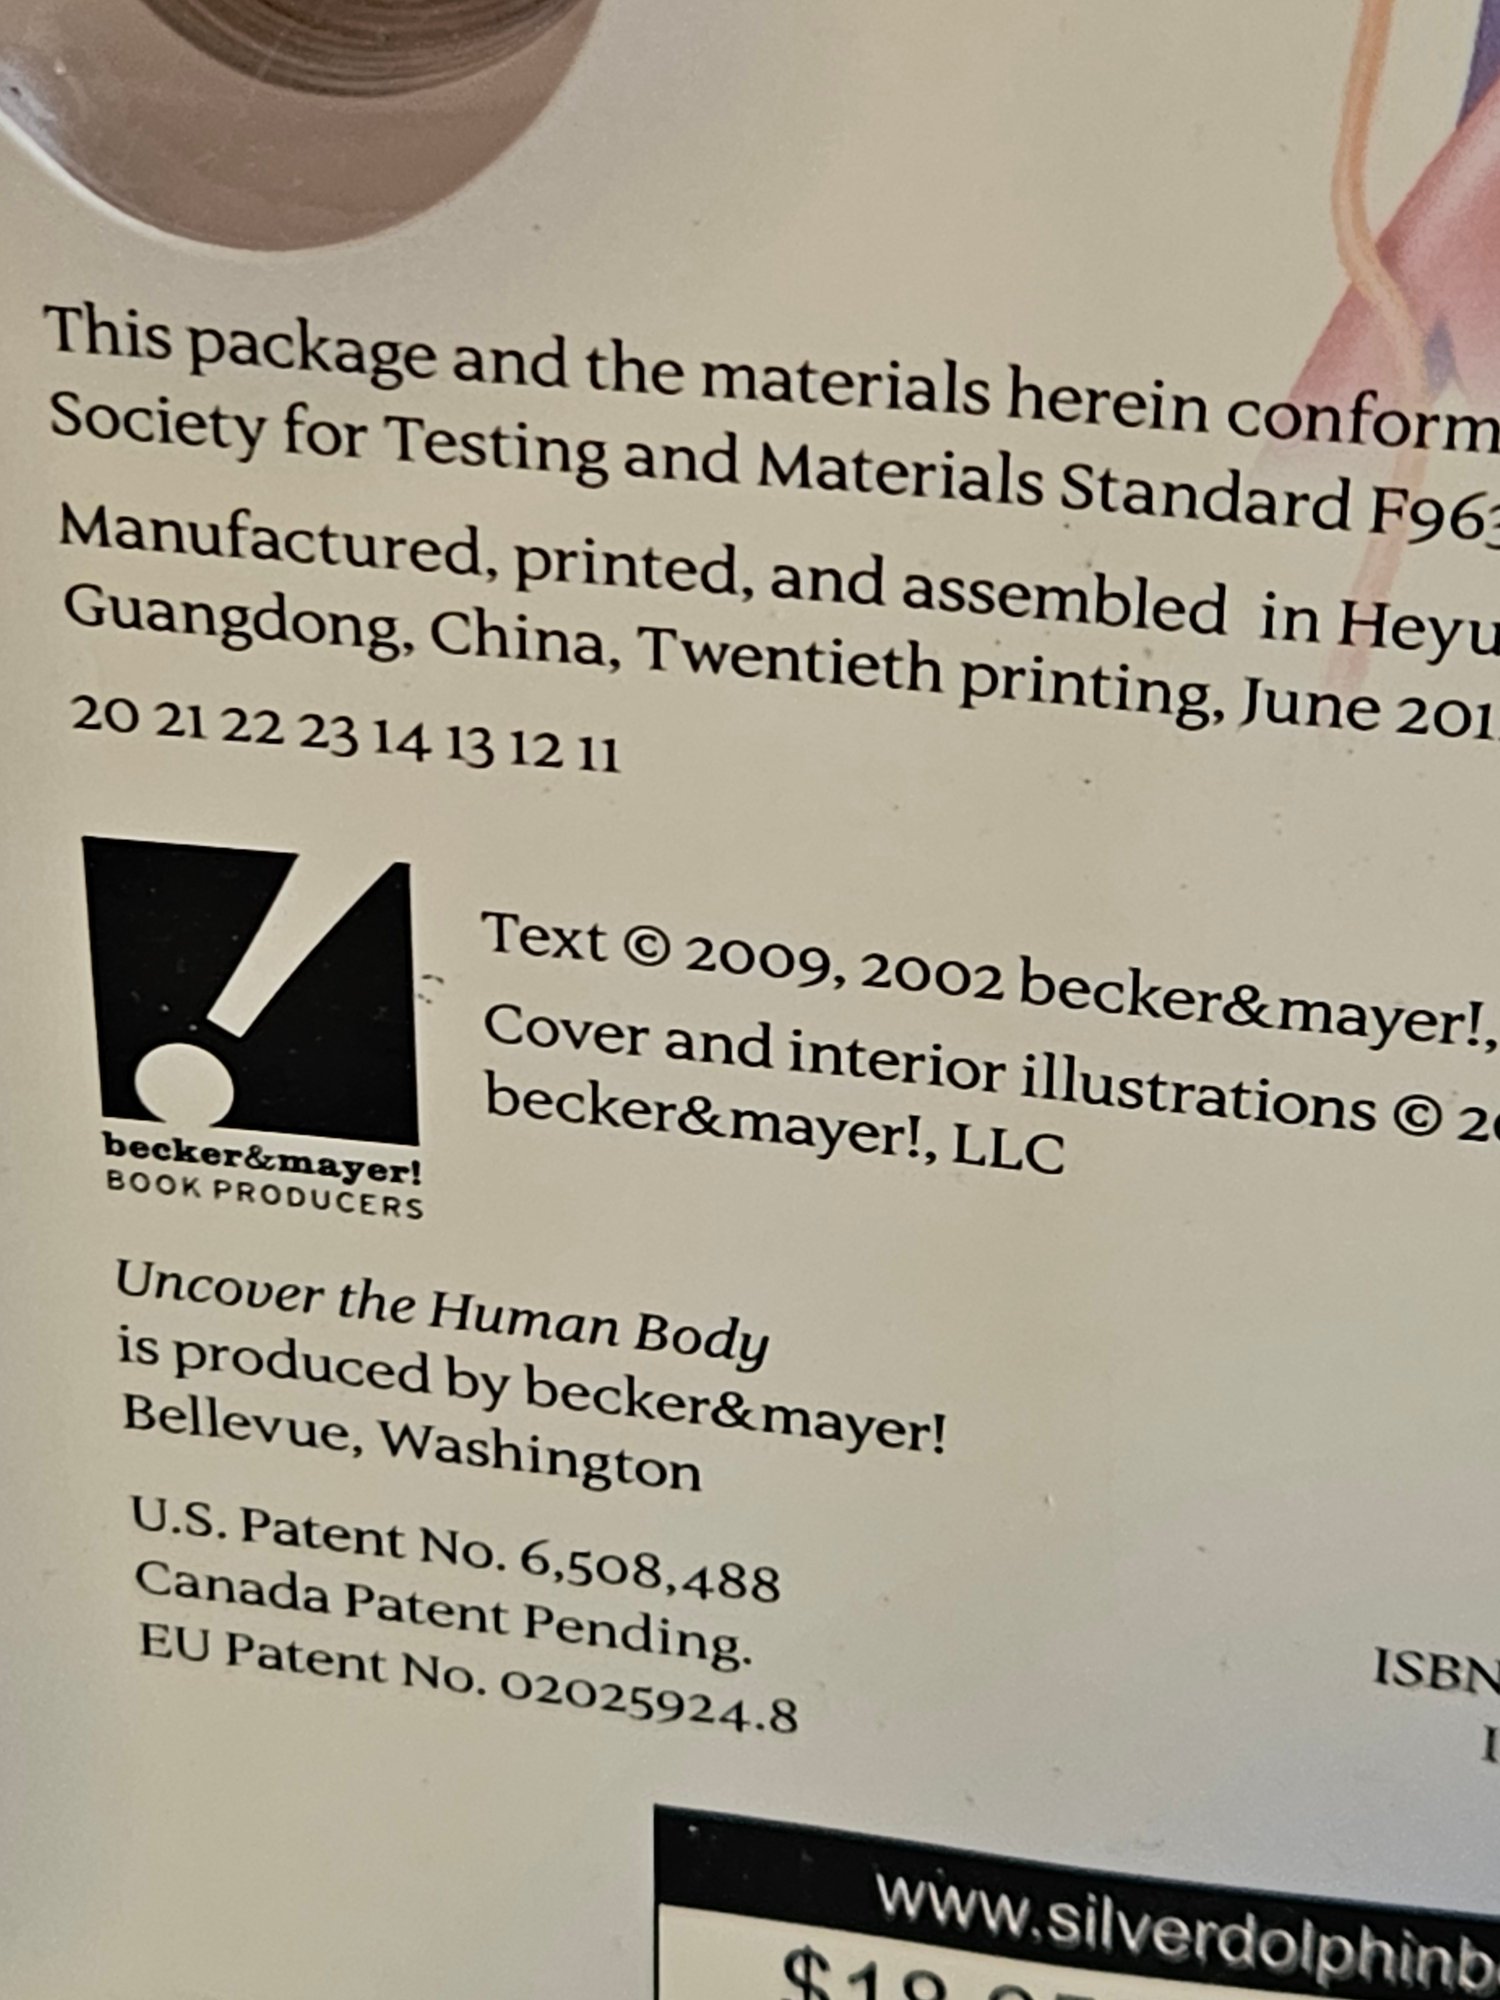 This package and the materials herein conform
Society for Testing and Materials Standard F963
Manufactured, printed, and assembled in Heyu
Guangdong, China, Twentieth printing, June 201
20 21 22 23 14 13 12 11
Text © 2009, 2002 becker&mayer!,
Cover and interior illustrations © 20
becker&mayer!, LLC
becker&mayer!
BOOK PRODUCERS
Uncover the Human Body
is produced by becker&mayer!
Bellevue, Washington
U.S. Patent No. 6,508,488
Canada Patent Pending.
EU Patent No. 02025924.8
ISBN
www.silverdolphinb